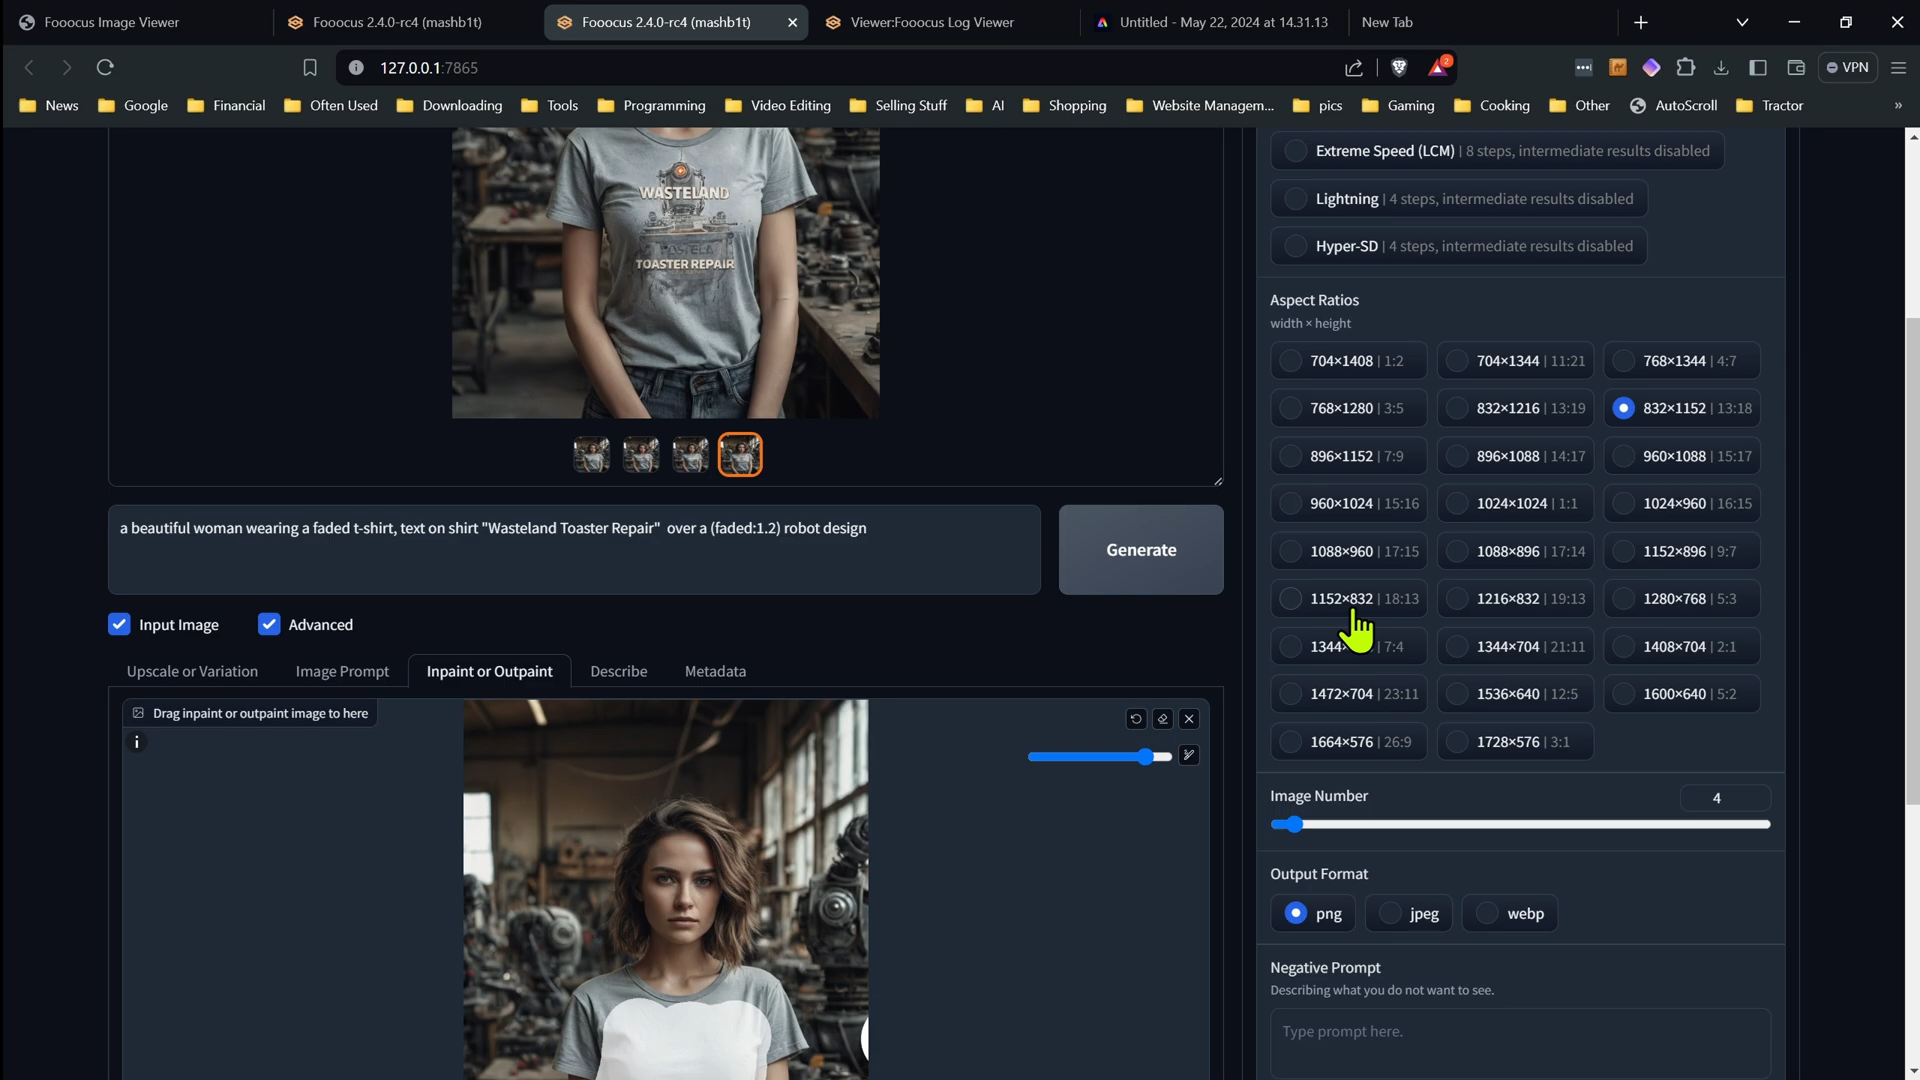 Fooocus Image Viewer
Fooocus 2.4.0-rc4 (mashb1t)
Fooocus 2.4.0-rc4 (mashb1t)
Viewer:Fooocus Log Viewer
Untitled - May 22, 2024 at 14.31.13
New Tab
127.0.0.1:7865
2
VPN
News
Google
Financial
Often Used
Downloading
Tools
Programming
Video Editing
Selling Stuff
AI
Shopping
Website Managem...
pics
Gaming
Cooking
Other
AutoScroll
Tractor
»
WASTELAND
TOASTER REPAIR
a beautiful woman wearing a faded t-shirt, text on shirt "Wasteland Toaster Repair"  over a (faded:1.2) robot design
Generate
Input Image
Advanced
Upscale or Variation
Image Prompt
Inpaint or Outpaint
Describe
Metadata
Drag inpaint or outpaint image to here
Extreme Speed (LCM) | 8 steps, intermediate results disabled
Lightning | 4 steps, intermediate results disabled
Hyper-SD | 4 steps, intermediate results disabled
Aspect Ratios
width × height
704×1408 | 1:2
704×1344 | 11:21
768×1344 | 4:7
768×1280 | 3:5
832×1216 | 13:19
832×1152 | 13:18
896×1152 | 7:9
896×1088 | 14:17
960×1088 | 15:17
960×1024 | 15:16
1024×1024 | 1:1
1024×960 | 16:15
1088×960 | 17:15
1088×896 | 17:14
1152×896 | 9:7
1152×832 | 18:13
1216×832 | 19:13
1280×768 | 5:3
1344× | 7:4
1344×704 | 21:11
1408×704 | 2:1
1472×704 | 23:11
1536×640 | 12:5
1600×640 | 5:2
1664×576 | 26:9
1728×576 | 3:1
Image Number
4
Output Format
png
jpeg
webp
Negative Prompt
Describing what you do not want to see.
Type prompt here.